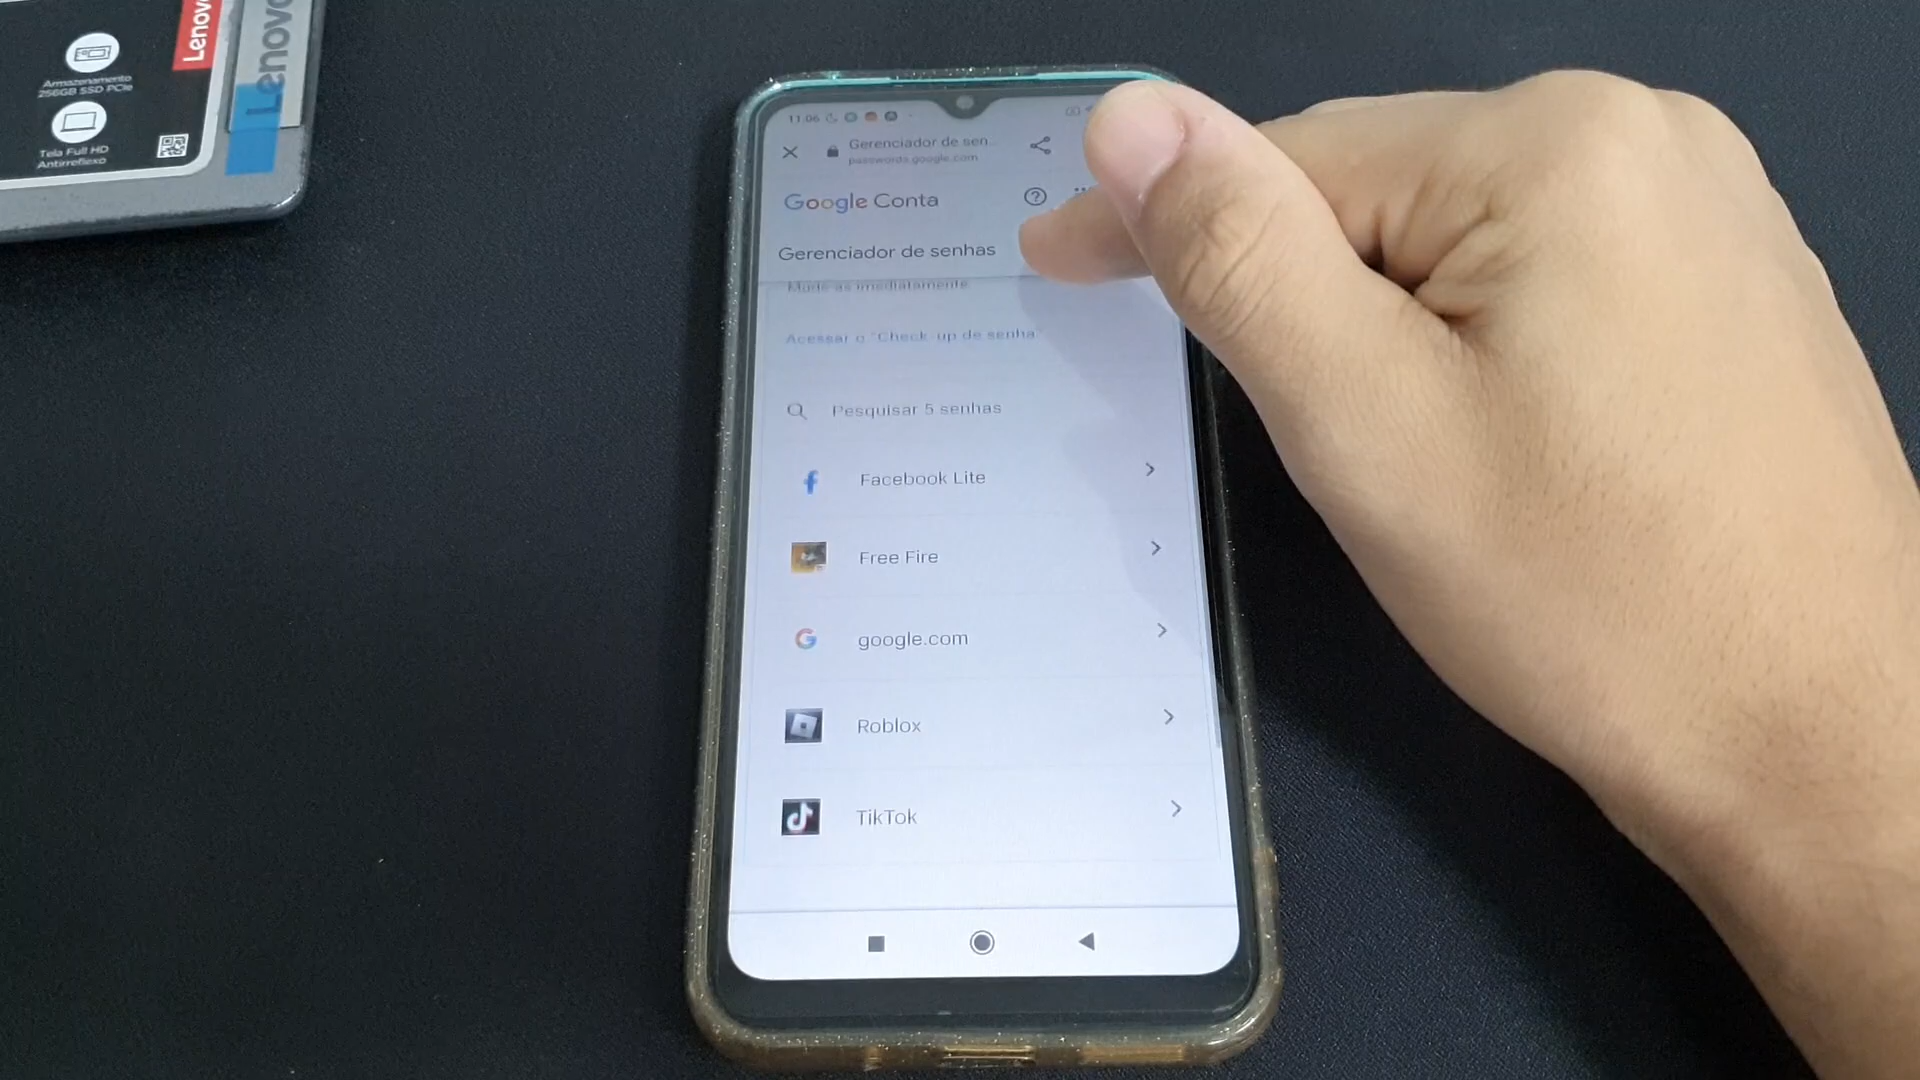 Lenovo
Lenovo
Armazenamento
256GB SSD PCIe
Tela Full HD
Antirreflexo
11:06
Gerenciador de sen...
passwords.google.com
Google Conta
Gerenciador de senhas
Mude-as imediatamente
Acessar o "Check-up de senha
Pesquisar 5 senhas
Facebook Lite
Free Fire
google.com
Roblox
TikTok